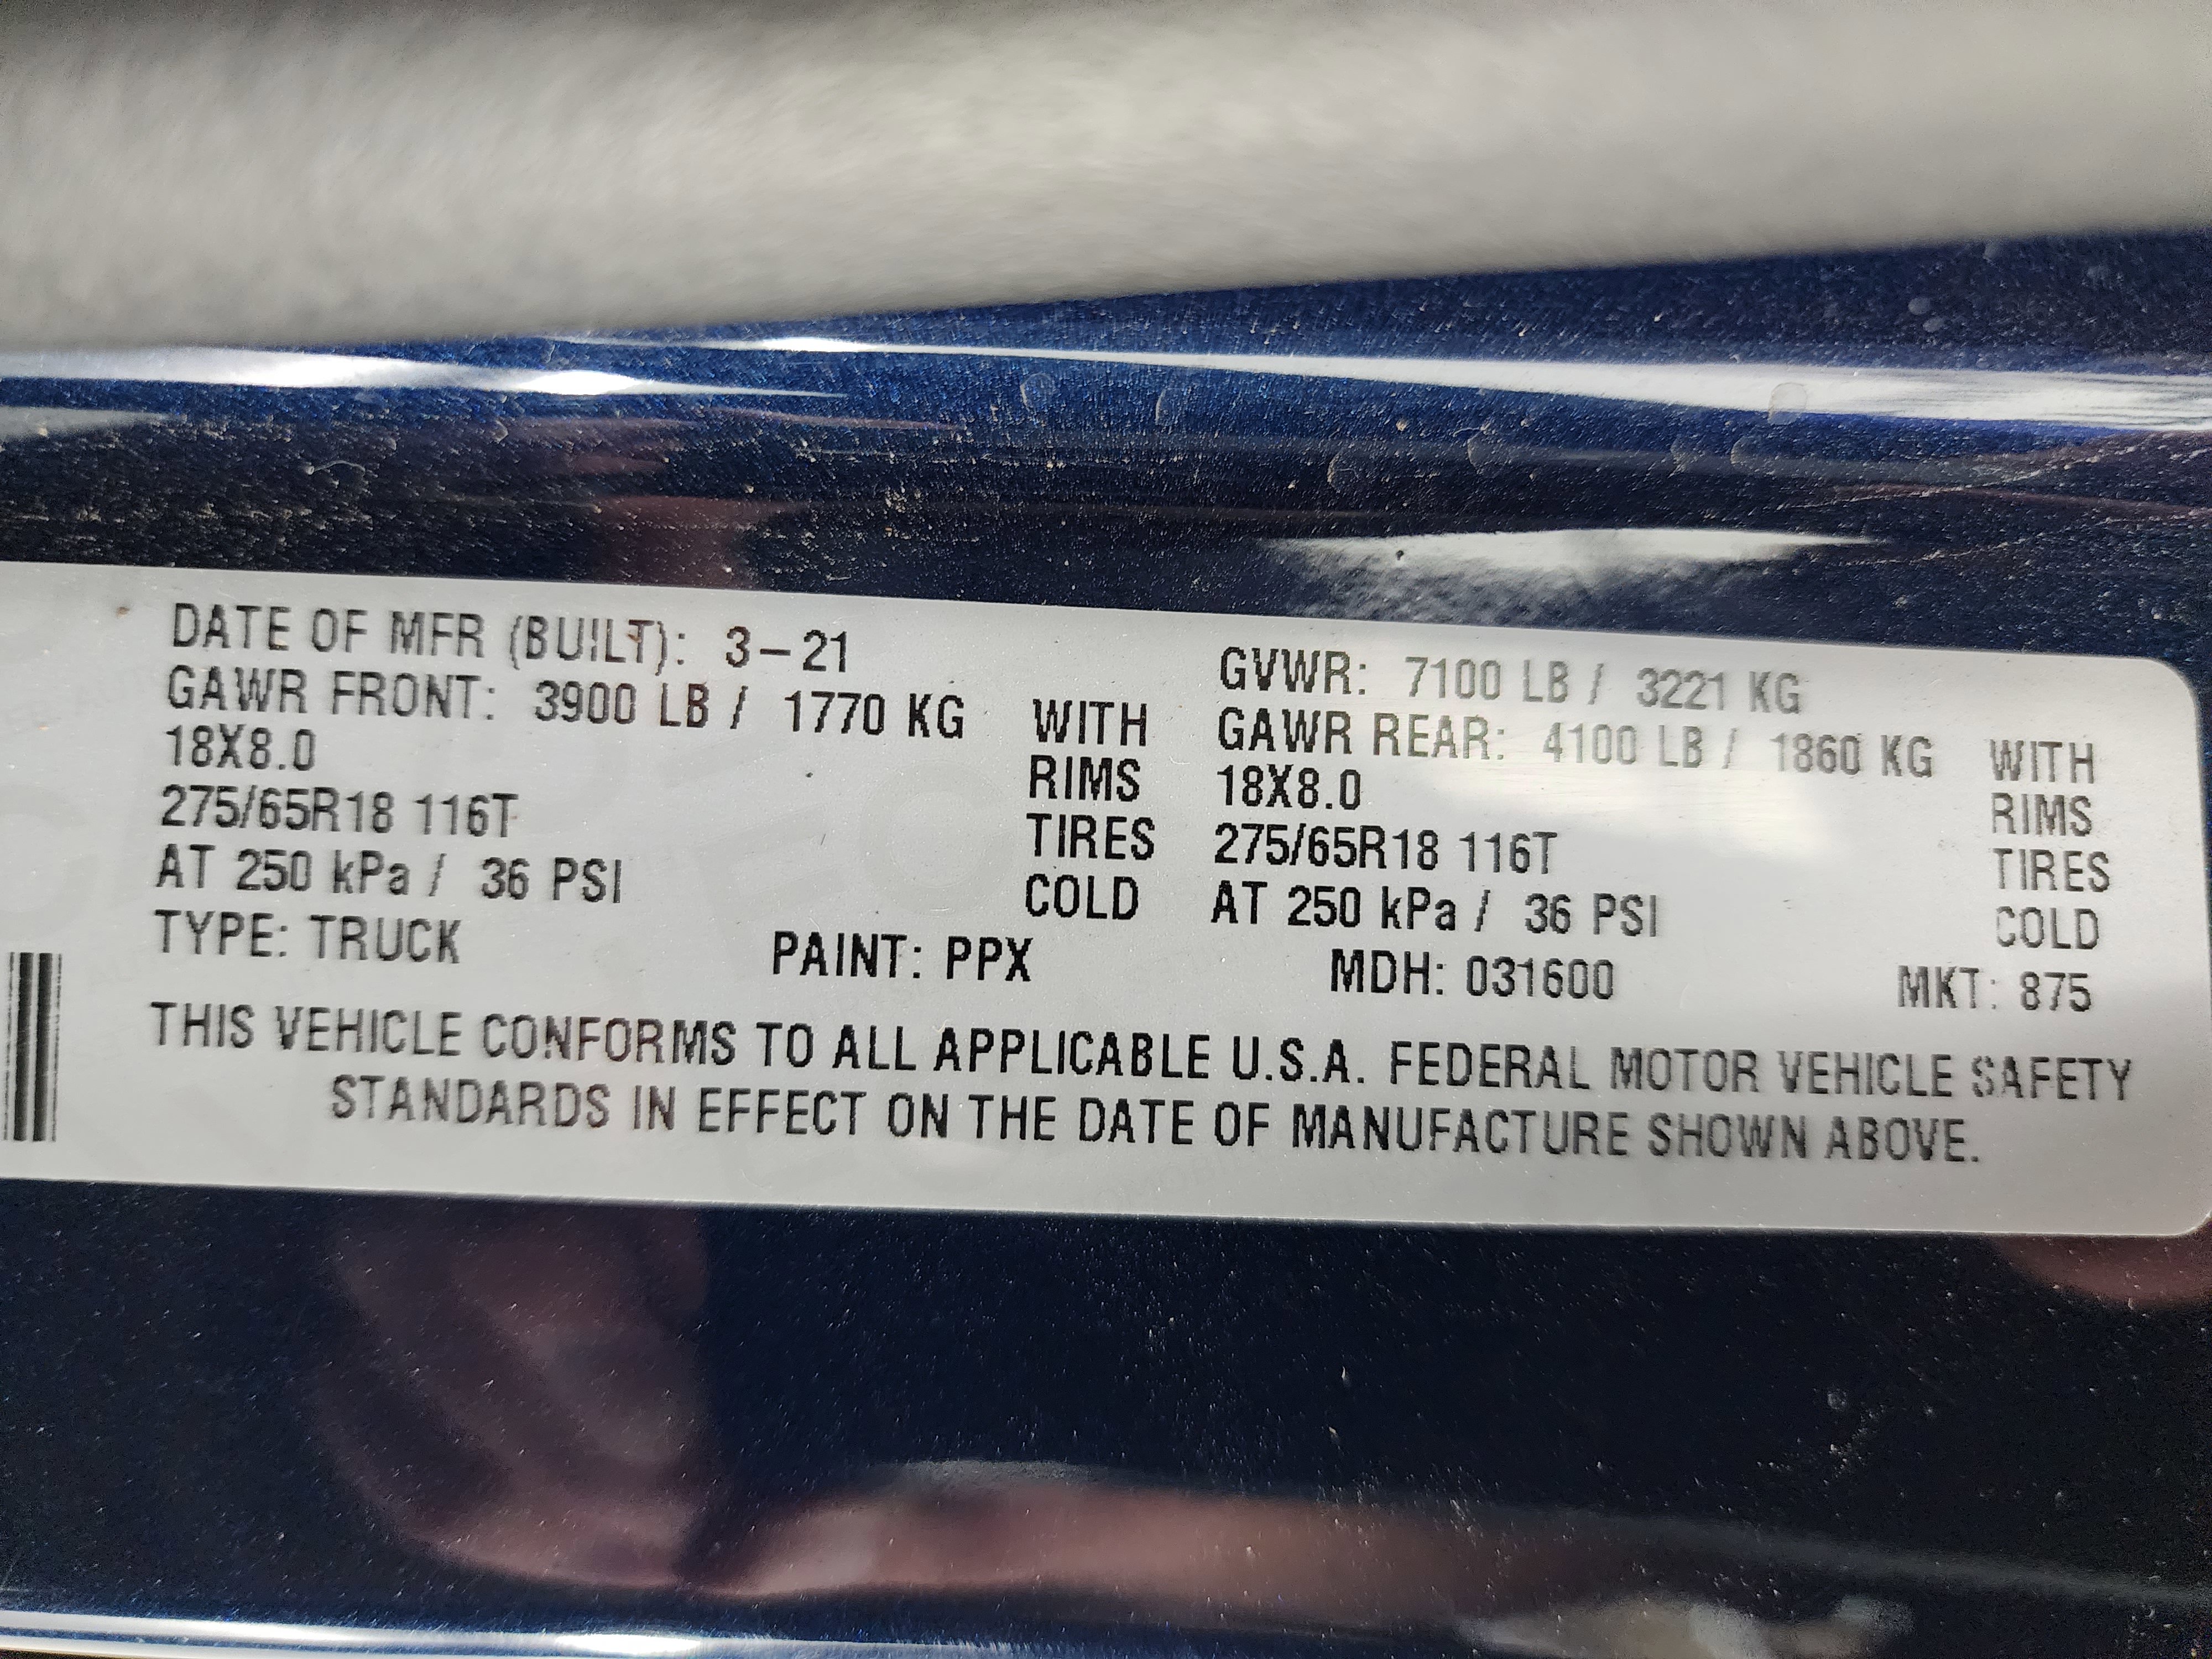 DATE OF MFR (BUILT): 3-21 GVWR: 7100 LB / 3221 KG
GAWR FRONT: 3900 LB / 1770 KG WITH GAWR REAR: 4100 LB / 1860 KG WITH
18X8.0 RIMS 18X8.0 RIMS
275/65R18 116T TIRES 275/65R18 116T TIRES
AT 250 kPa / 36 PSI COLD AT 250 kPa / 36 PSI COLD
TYPE: TRUCK PAINT: PPX MDH: 031600 MKT: 875
THIS VEHICLE CONFORMS TO ALL APPLICABLE U.S.A. FEDERAL MOTOR VEHICLE SAFETY
STANDARDS IN EFFECT ON THE DATE OF MANUFACTURE SHOWN ABOVE.